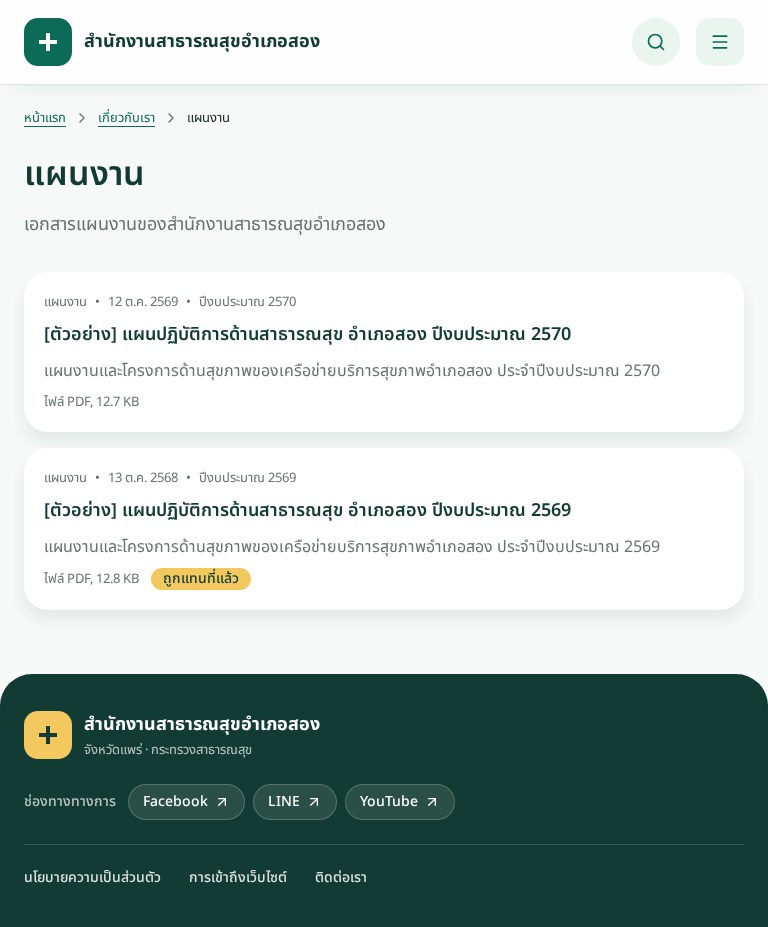 สำนักงานสาธารณสุขอำเภอสอง
หน้าแรก > เกี่ยวกับเรา > แผนงาน
แผนงาน
เอกสารแผนงานของสำนักงานสาธารณสุขอำเภอสอง
แผนงาน • 12 ต.ค. 2569 • ปีงบประมาณ 2570
[ตัวอย่าง] แผนปฏิบัติการด้านสาธารณสุข อำเภอสอง ปีงบประมาณ 2570
แผนงานและโครงการด้านสุขภาพของเครือข่ายบริการสุขภาพอำเภอสอง ประจำปีงบประมาณ 2570
ไฟล์ PDF, 12.7 KB
แผนงาน • 13 ต.ค. 2568 • ปีงบประมาณ 2569
[ตัวอย่าง] แผนปฏิบัติการด้านสาธารณสุข อำเภอสอง ปีงบประมาณ 2569
แผนงานและโครงการด้านสุขภาพของเครือข่ายบริการสุขภาพอำเภอสอง ประจำปีงบประมาณ 2569
ไฟล์ PDF, 12.8 KB ถูกแทนที่แล้ว
สำนักงานสาธารณสุขอำเภอสอง
จังหวัดแพร่ · กระทรวงสาธารณสุข
ช่องทางทางการ Facebook LINE YouTube
นโยบายความเป็นส่วนตัว การเข้าถึงเว็บไซต์ ติดต่อเรา